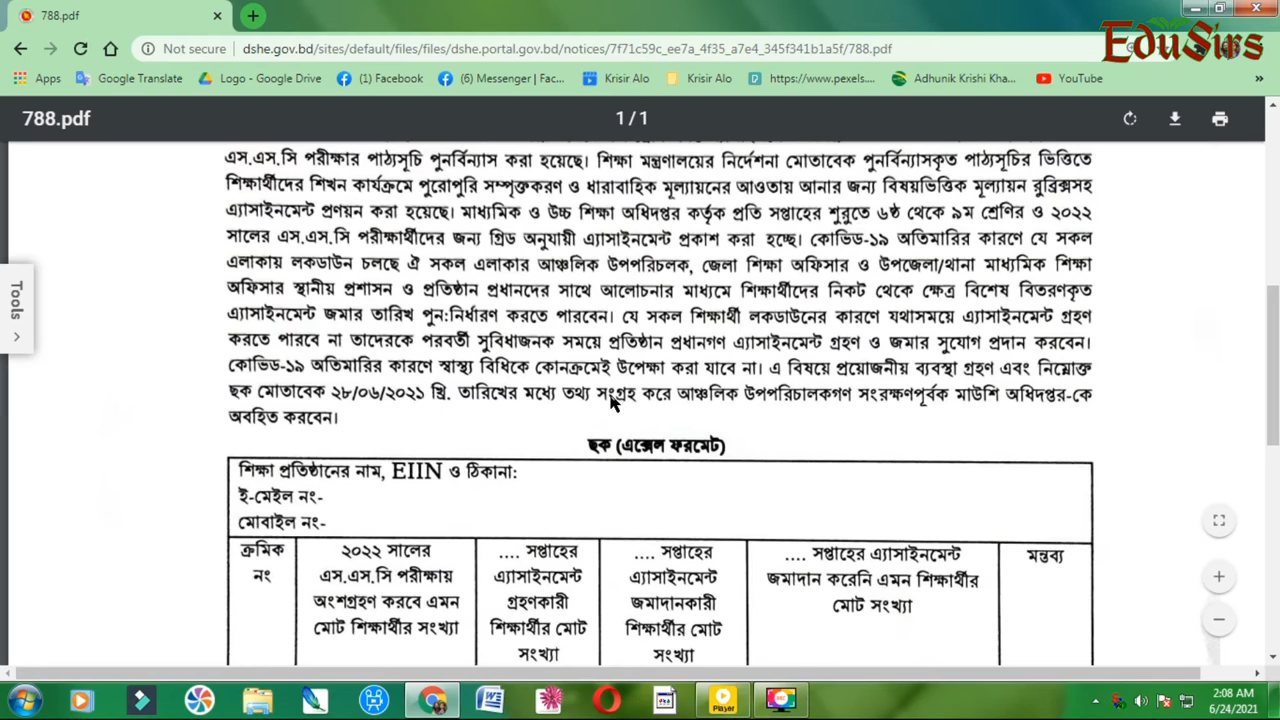 788.pdf
EduSirs
Not secure
dshe.gov.bd/sites/default/files/files/dshe.portal.gov.bd/notices/7f71c59c_ee7a_4f35_a7e4_345f341b1a5f/788.pdf
Apps Google Translate Logo - Google Drive (1) Facebook (6) Messenger | Fac... Krisir Alo Krisir Alo https://www.pexels.... Adhunik Krishi Kha... YouTube »
788.pdf 1 / 1
এস.এস.সি পরীক্ষার পাঠ্যসূচি পুনর্বিন্যাস করা হয়েছে। শিক্ষা মন্ত্রণালয়ের নির্দেশনা মোতাবেক পুনর্বিন্যাসকৃত পাঠ্যসূচির ভিত্তিতে
শিক্ষার্থীদের শিখন কার্যক্রমে পুরোপুরি সম্পৃক্তকরণ ও ধারাবাহিক মূল্যায়নের আওতায় আনার জন্য বিষয়ভিত্তিক মূল্যায়ন রুব্রিক্সসহ
এ্যাসাইনমেন্ট প্রণয়ন করা হয়েছে। মাধ্যমিক ও উচ্চ শিক্ষা অধিদপ্তর কর্তৃক প্রতি সপ্তাহের শুরুতে ৬ষ্ঠ থেকে ৯ম শ্রেণির ও ২০২২
সালের এস.এস.সি পরীক্ষার্থীদের জন্য গ্রিড অনুযায়ী এ্যাসাইনমেন্ট প্রকাশ করা হচ্ছে। কোভিড-১৯ অতিমারির কারণে যে সকল
এলাকায় লকডাউন চলছে ঐ সকল এলাকার আঞ্চলিক উপপরিচলক, জেলা শিক্ষা অফিসার ও উপজেলা/থানা মাধ্যমিক শিক্ষা
অফিসার স্থানীয় প্রশাসন ও প্রতিষ্ঠান প্রধানদের সাথে আলোচনার মাধ্যমে শিক্ষার্থীদের নিকট থেকে ক্ষেত্র বিশেষ বিতরণকৃত
এ্যাসাইনমেন্ট জমার তারিখ পুন:নির্ধারণ করতে পারবেন। যে সকল শিক্ষার্থী লকডাউনের কারণে যথাসময়ে এ্যাসাইনমেন্ট গ্রহণ
করতে পারবে না তাদেরকে পরবর্তী সুবিধাজনক সময়ে প্রতিষ্ঠান প্রধানগণ এ্যাসাইনমেন্ট গ্রহণ ও জমার সুযোগ প্রদান করবেন।
কোভিড-১৯ অতিমারির কারণে স্বাস্থ্য বিধিকে কোনক্রমেই উপেক্ষা করা যাবে না। এ বিষয়ে প্রয়োজনীয় ব্যবস্থা গ্রহণ এবং নিম্নোক্ত
ছক মোতাবেক ২৮/০৬/২০২১ খ্রি. তারিখের মধ্যে তথ্য সংগ্রহ করে আঞ্চলিক উপপরিচালকগণ সংরক্ষণপূর্বক মাউশি অধিদপ্তর-কে
অবহিত করবেন।
ছক (এক্সেল ফরমেট)
শিক্ষা প্রতিষ্ঠানের নাম, EIIN ও ঠিকানা:
ই-মেইল নং-
মোবাইল নং-
ক্রমিক
নং
২০২২ সালের
এস.এস.সি পরীক্ষায়
অংশগ্রহণ করবে এমন
মোট শিক্ষার্থীর সংখ্যা
.... সপ্তাহের
এ্যাসাইনমেন্ট
গ্রহণকারী
শিক্ষার্থীর মোট
সংখ্যা
.... সপ্তাহের
এ্যাসাইনমেন্ট
জমাদানকারী
শিক্ষার্থীর মোট
সংখ্যা
.... সপ্তাহের এ্যাসাইনমেন্ট
জমাদান করেনি এমন শিক্ষার্থীর
মোট সংখ্যা
মন্তব্য
Tools
Player
2:08 AM
6/24/2021